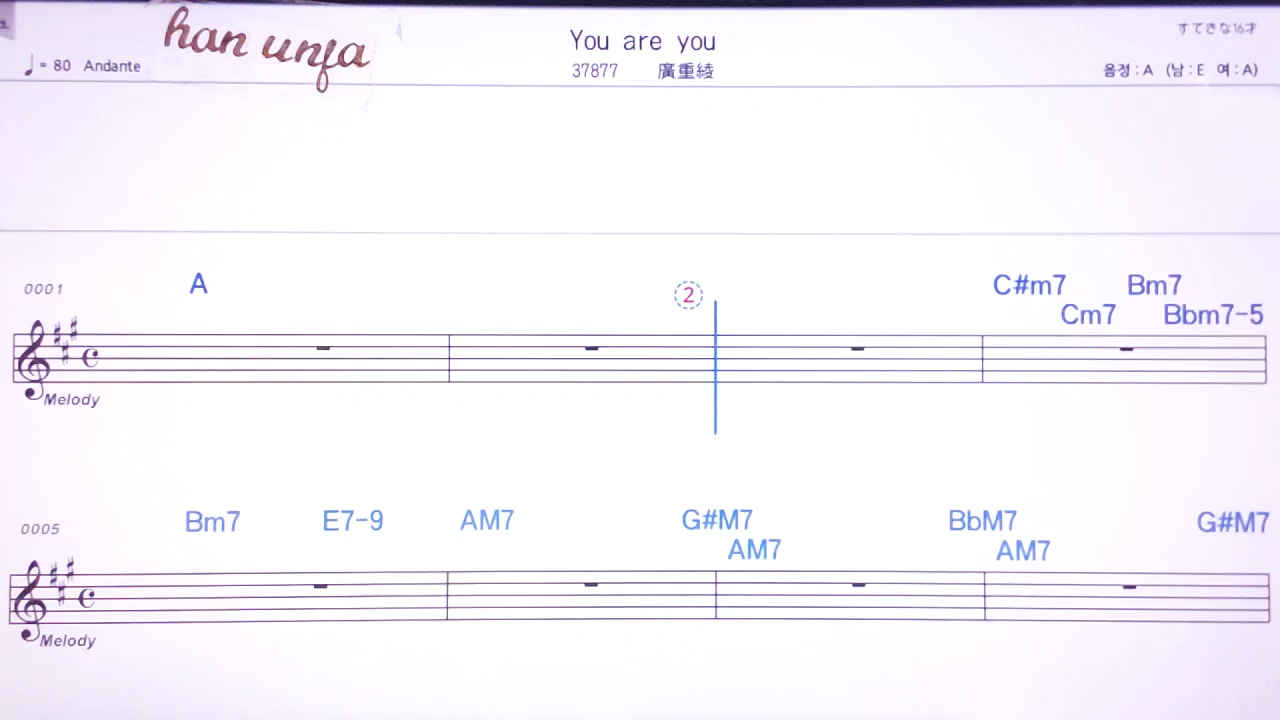 han unja
You are you
すてきな16才
♩= 80 Andante
37877 廣重綾
음정:A (남:E 여:A)
0001 A ② C#m7 Bm7
Cm7 Bbm7-5
Melody
0005 Bm7 E7-9 AM7 G#M7 BbM7 G#M7
AM7 AM7
Melody